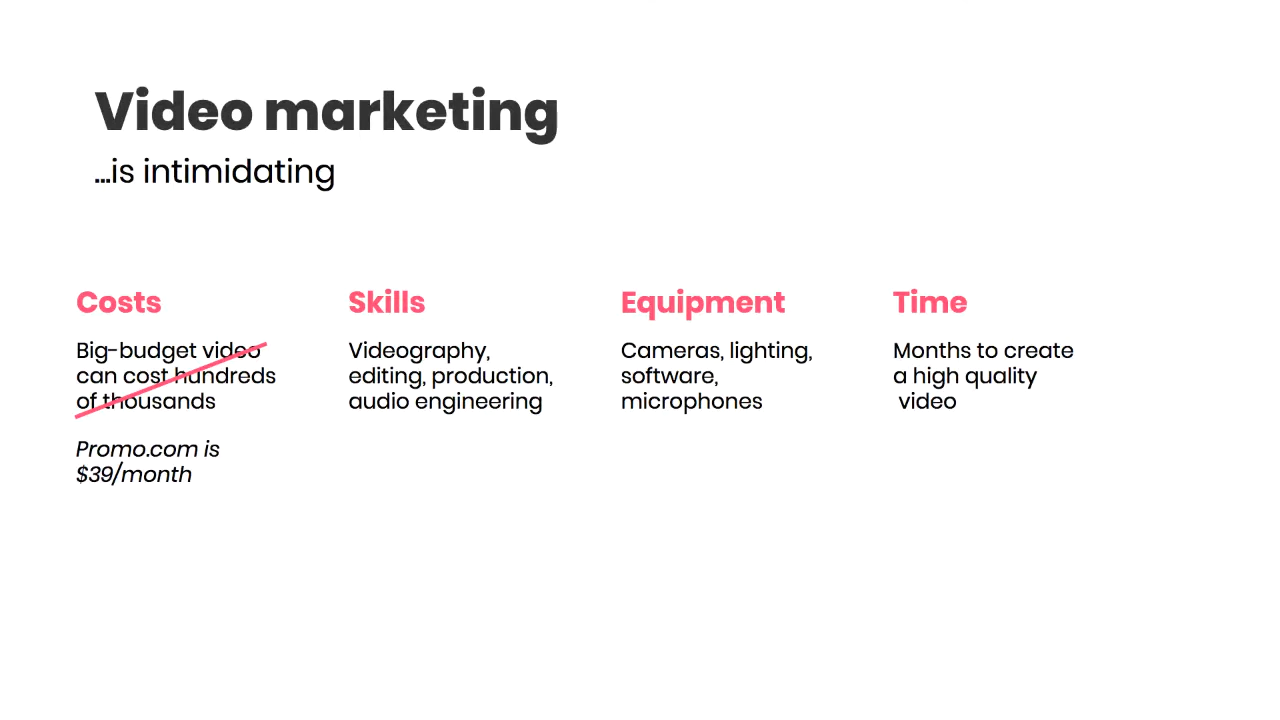 Video marketing
...is intimidating
Costs
Big-budget video
can cost hundreds
of thousands
Promo.com is
$39/month
Skills
Videography,
editing, production,
audio engineering
Equipment
Cameras, lighting,
software,
microphones
Time
Months to create
a high quality
video